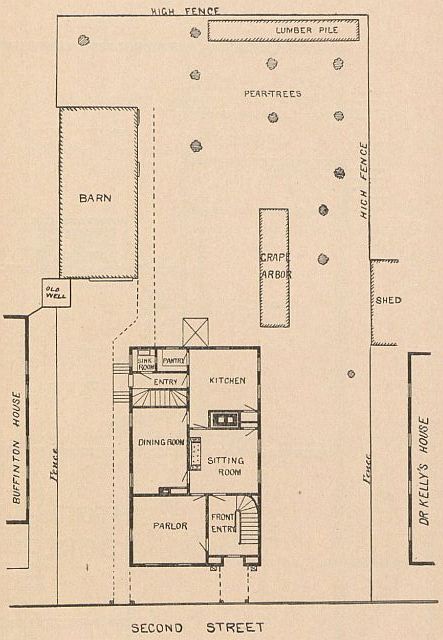 HIGH FENCE
LUMBER PILE
PEAR-TREES
BARN
HIGH FENCE
GRAPE
ARBOR
OLD
WELL
SHED
SINK
ROOM
PANTRY
ENTRY
KITCHEN
BUFFINTON HOUSE
DINING ROOM
SITTING
ROOM
Fence
Fence
DR KELLY'S HOUSE
PARLOR
FRONT
ENTRY
SECOND STREET